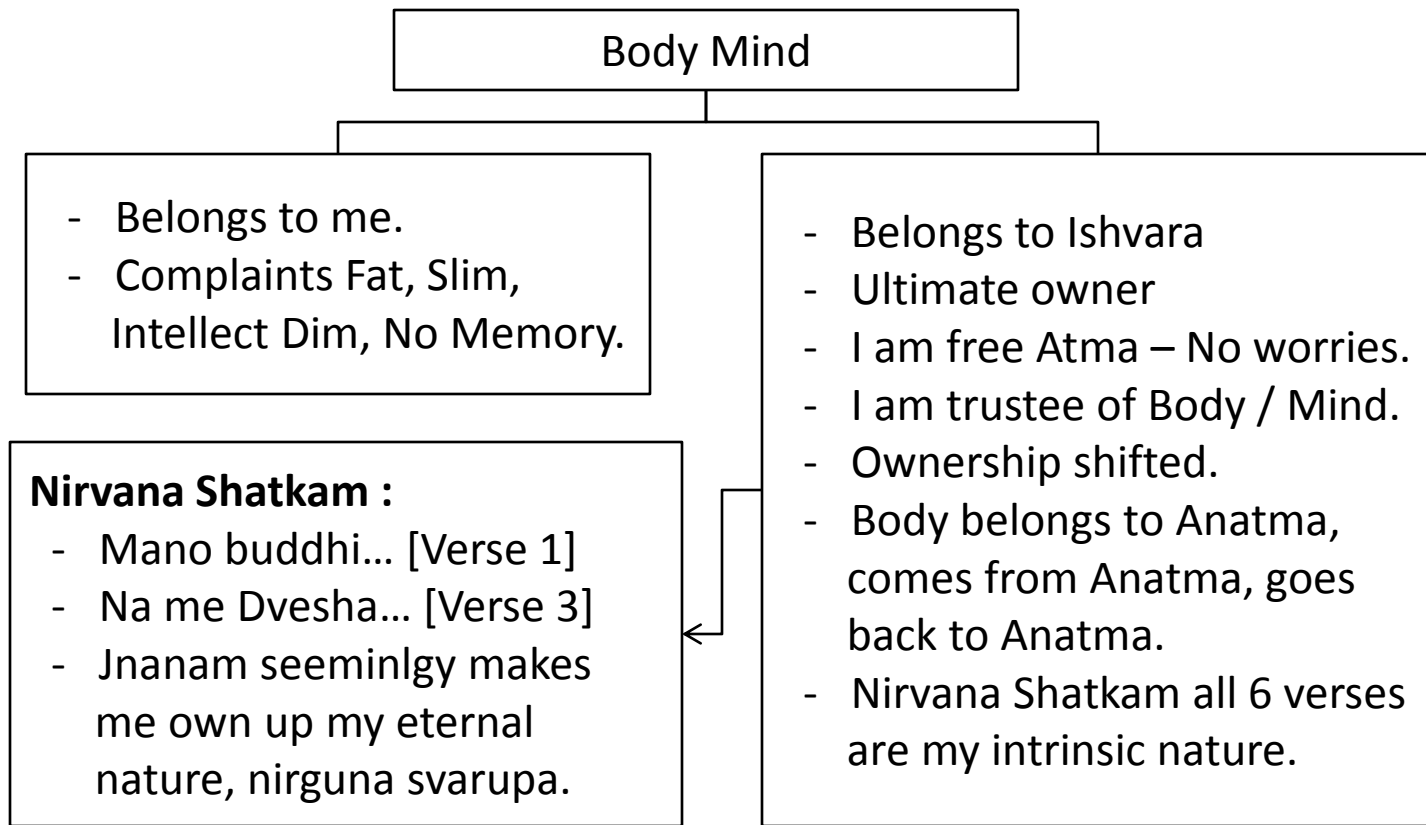 Body Mind
- Belongs to me.
- Complaints Fat, Slim,
Intellect Dim, No Memory.
Nirvana Shatkam :
- Mano buddhi... [Verse 1]
- Na me Dvesha... [Verse 3]
- Jnanam seeminlgy makes
me own up my eternal
nature, nirguna svarupa.
- Belongs to Ishvara
- Ultimate owner
- I am free Atma – No worries.
- I am trustee of Body / Mind.
- Ownership shifted.
- Body belongs to Anatma,
comes from Anatma, goes
back to Anatma.
- Nirvana Shatkam all 6 verses
are my intrinsic nature.